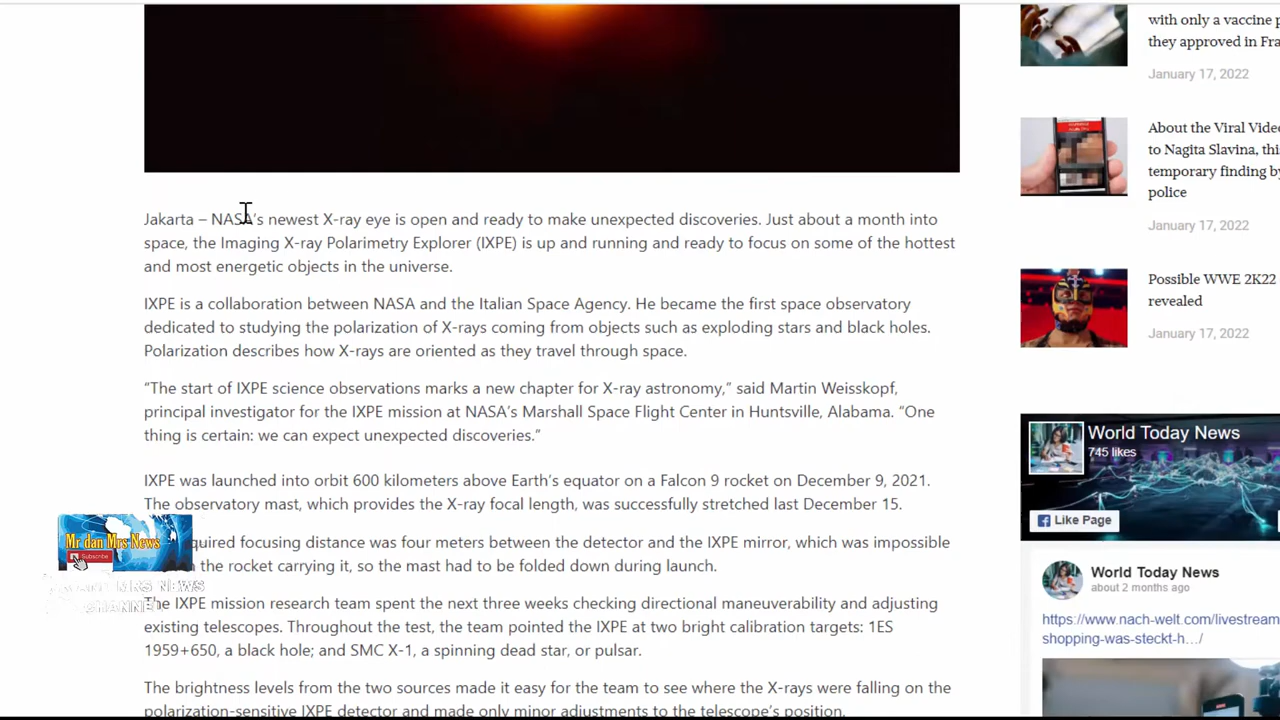 Jakarta – NASA's newest X-ray eye is open and ready to make unexpected discoveries. Just about a month into
space, the Imaging X-ray Polarimetry Explorer (IXPE) is up and running and ready to focus on some of the hottest
and most energetic objects in the universe.
IXPE is a collaboration between NASA and the Italian Space Agency. He became the first space observatory
dedicated to studying the polarization of X-rays coming from objects such as exploding stars and black holes.
Polarization describes how X-rays are oriented as they travel through space.
“The start of IXPE science observations marks a new chapter for X-ray astronomy,” said Martin Weisskopf,
principal investigator for the IXPE mission at NASA's Marshall Space Flight Center in Huntsville, Alabama. “One
thing is certain: we can expect unexpected discoveries.”
IXPE was launched into orbit 600 kilometers above Earth's equator on a Falcon 9 rocket on December 9, 2021.
The observatory mast, which provides the X-ray focal length, was successfully stretched last December 15.
quired focusing distance was four meters between the detector and the IXPE mirror, which was impossible
the rocket carrying it, so the mast had to be folded down during launch.
The IXPE mission research team spent the next three weeks checking directional maneuverability and adjusting
existing telescopes. Throughout the test, the team pointed the IXPE at two bright calibration targets: 1ES
1959+650, a black hole; and SMC X-1, a spinning dead star, or pulsar.
The brightness levels from the two sources made it easy for the team to see where the X-rays were falling on the
polarization-sensitive IXPE detector and made only minor adjustments to the telescope's position.
Mr dan Mrs News
Subscribe
MRS NEWS
CHANNEL
with only a vaccine
they approved in Fra
January 17, 2022
About the Viral Vide
to Nagita Slavina, thi
temporary finding by
police
January 17, 2022
Possible WWE 2K22
revealed
January 17, 2022
World Today News
745 likes
Like Page
World Today News
about 2 months ago
https://www.nach-welt.com/livestream
shopping-was-steckt-h.../